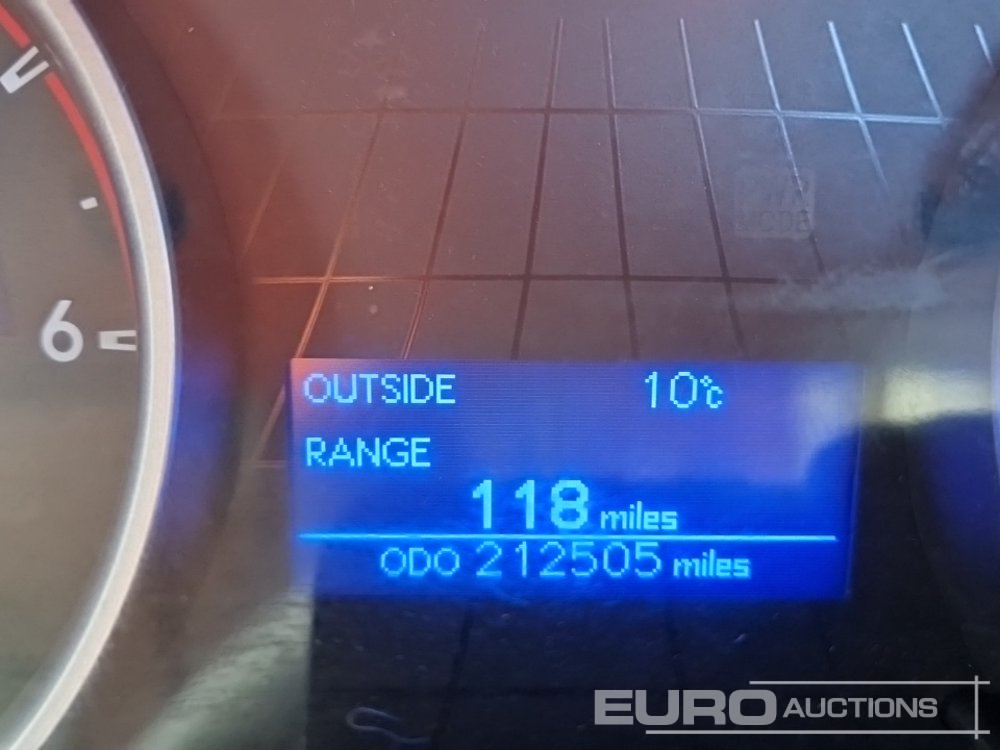 6
OUTSIDE 10℃
RANGE
118 miles
ODO 212505 miles
EURO AUCTIONS